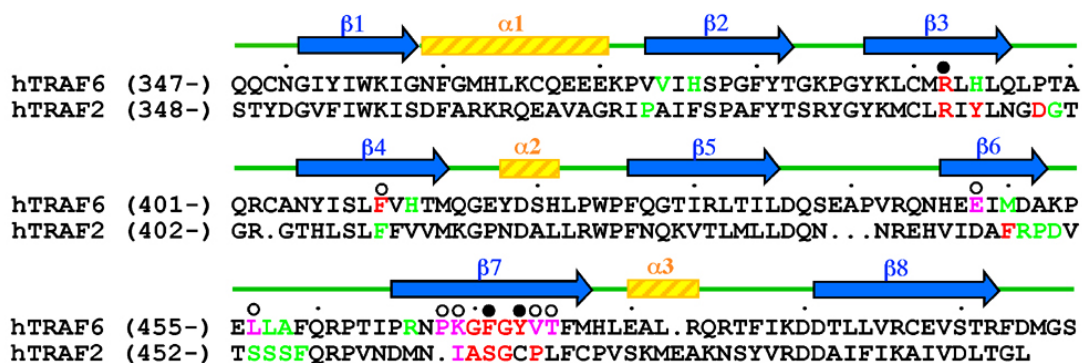 β1 α1 β2 β3
hTRAF6 (347-) QQCNGIYIWKIGNFGMHLKCQEEEKPVVIHSPGFYTGKPGYKLCMRLHLQLPTA
hTRAF2 (348-) STYDGVFIWKISDFARKRQEAVAGRIPAIFSPAFYTSRYGYKMCLRIYLNGDGT
β4 α2 β5 β6
hTRAF6 (401-) QRCANYISLFVHTMQGEYDSHLPWPFQGTIRLTILDQSEAPVRQNHEEIMDAKP
hTRAF2 (402-) GR.GTHLSLFFVVMKGPNDALLRWPFNQKVTLMLLDQN...NREHVIDAFRPDV
β7 α3 β8
hTRAF6 (455-) ELLAFQRPTIPRNPKGFGYVTFMHLEAL.RQRTFIKDDTLLVRCEVSTRFDMGS
hTRAF2 (452-) TSSSFQRPVNDMN.IASGCPLFCPVSKMEAKNSYVRDDAIFIKAIVDLTGL